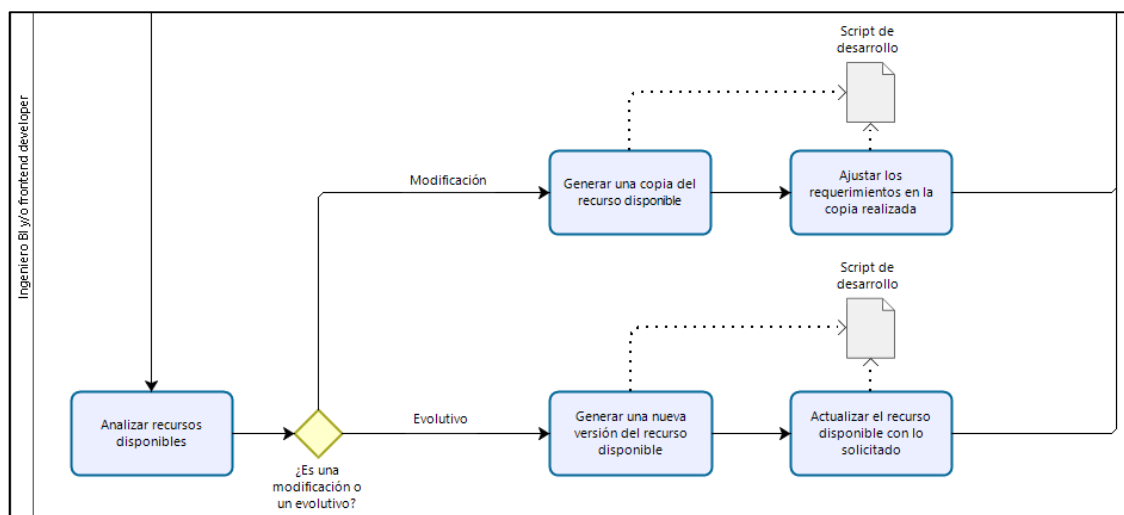 Ingeniero BI y/o frontend developer
Script de
desarrollo
Modificación
Generar una copia del
recurso disponible
Ajustar los
requerimientos en la
copia realizada
Script de
desarrollo
Analizar recursos
disponibles
¿Es una
modificación o
un evolutivo?
Evolutivo
Generar una nueva
versión del recurso
disponible
Actualizar el recurso
disponible con lo
solicitado